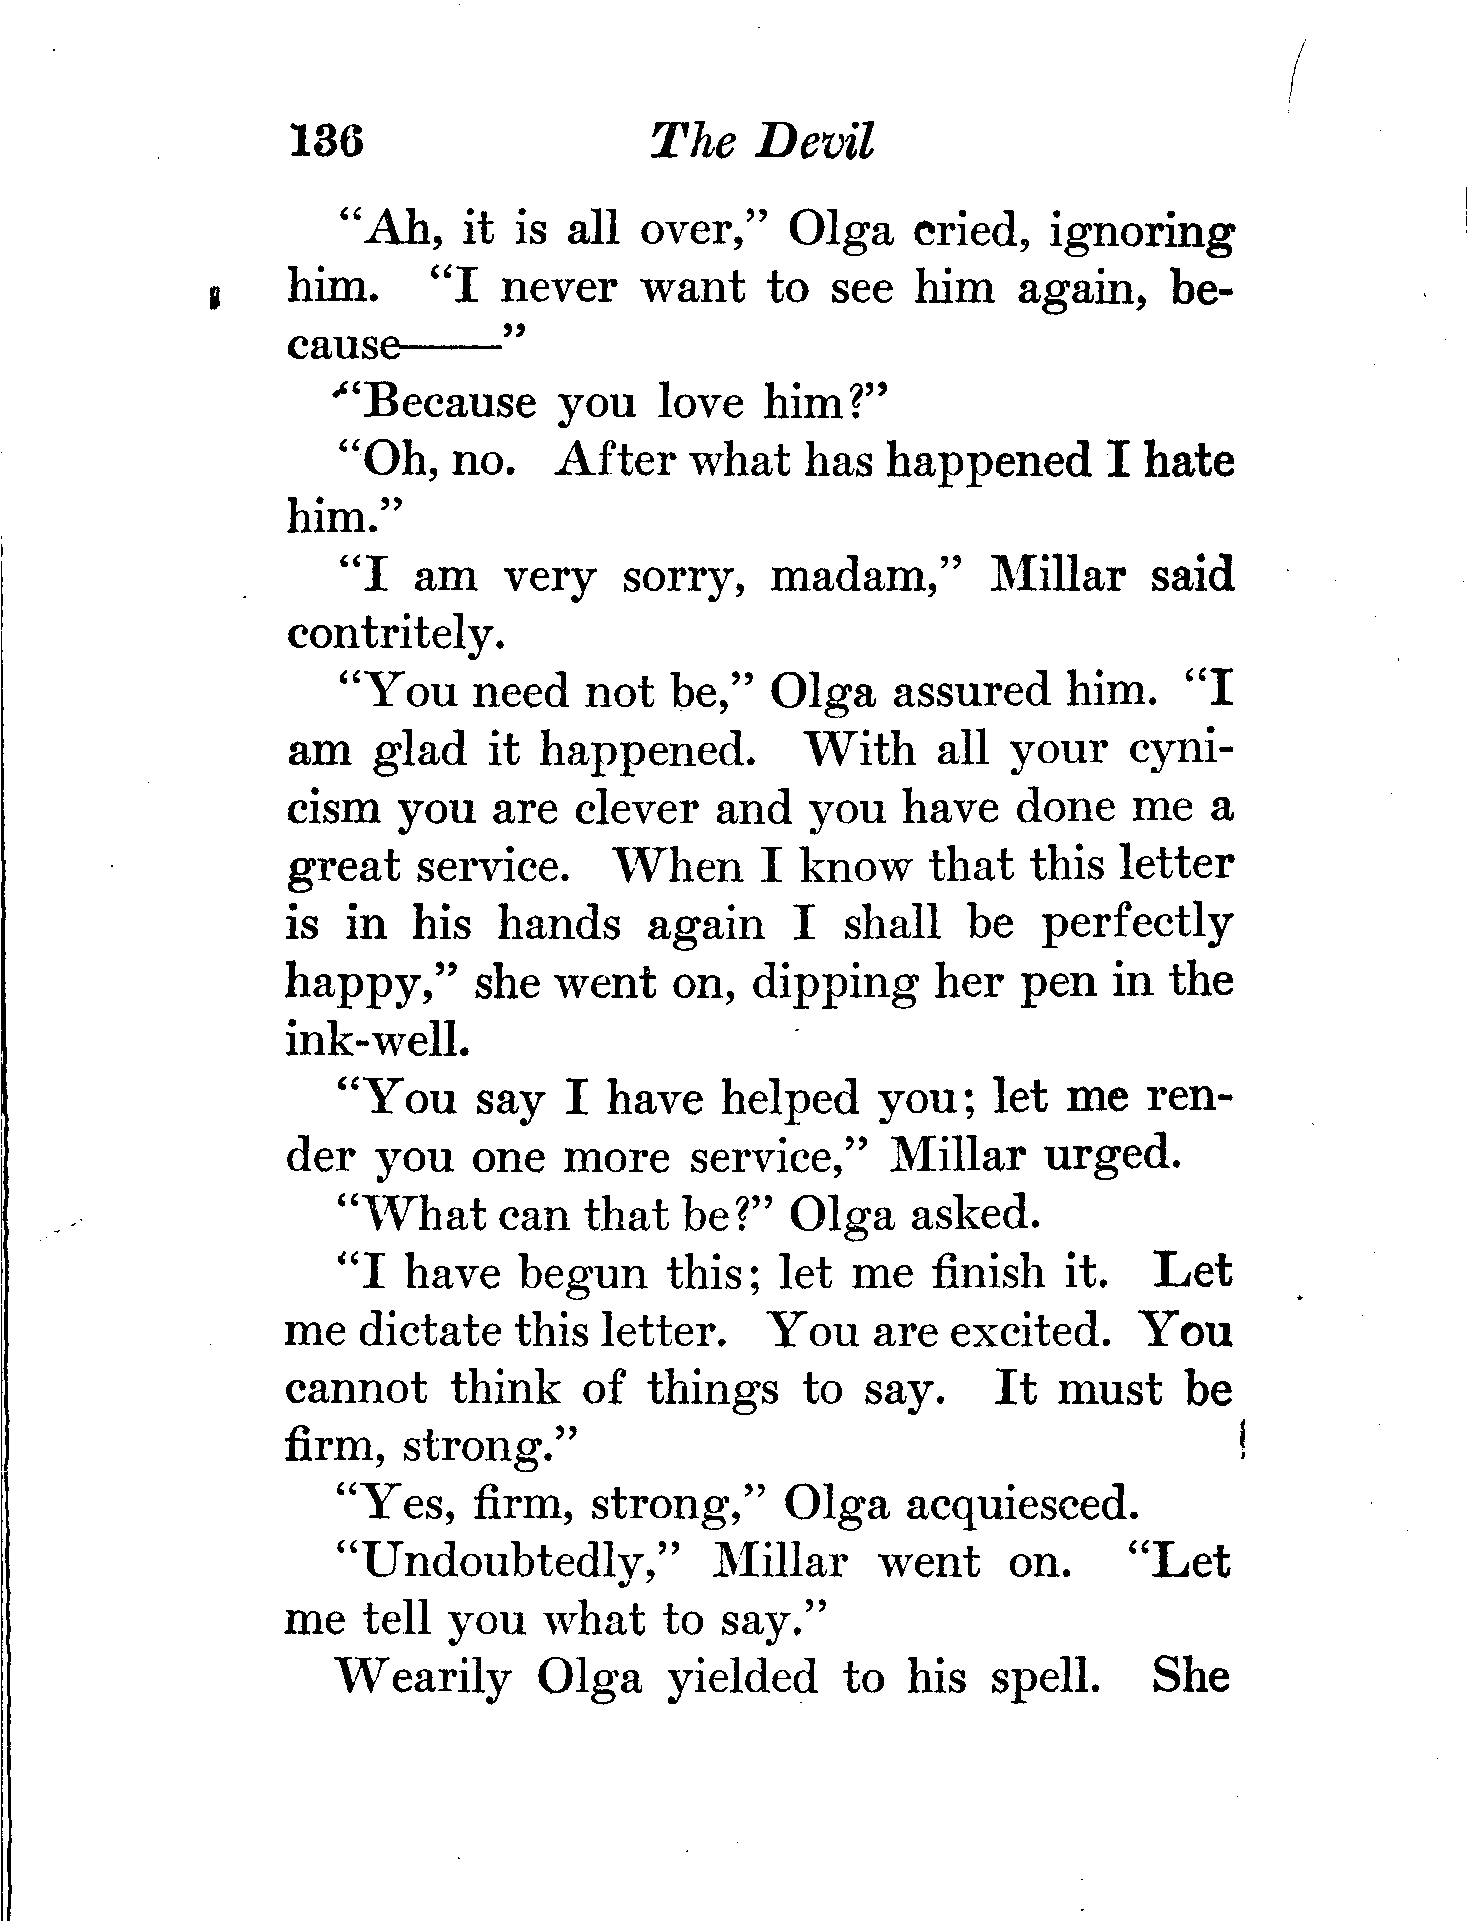 136 The Devil
“Ah, it is all over,” Olga cried, ignoring
him. “I never want to see him again, be-
cause——”
“Because you love him?”
“Oh, no. After what has happened I hate
him.”
“I am very sorry, madam,” Millar said
contritely.
“You need not be,” Olga assured him. “I
am glad it happened. With all your cyni-
cism you are clever and you have done me a
great service. When I know that this letter
is in his hands again I shall be perfectly
happy,” she went on, dipping her pen in the
ink-well.
“You say I have helped you; let me ren-
der you one more service,” Millar urged.
“What can that be?” Olga asked.
“I have begun this; let me finish it. Let
me dictate this letter. You are excited. You
cannot think of things to say. It must be
firm, strong.”
“Yes, firm, strong,” Olga acquiesced.
“Undoubtedly,” Millar went on. “Let
me tell you what to say.”
Wearily Olga yielded to his spell. She